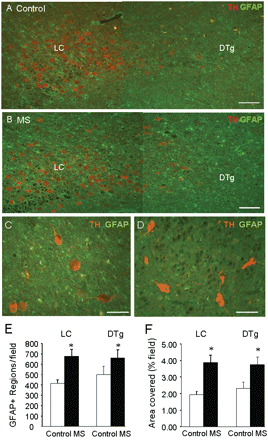 A Control TH GFAP
LC
DTg
B MS TH GFAP
LC
DTg
C TH GFAP
D TH GFAP
E LC DTg
GFAP+ Regions/field
800
700
600
500
400
300
200
100
0
* *
Control MS Control MS
F LC DTg
Area covered (% field)
5.00
4.00
3.00
2.00
1.00
0.00
* *
Control MS Control MS